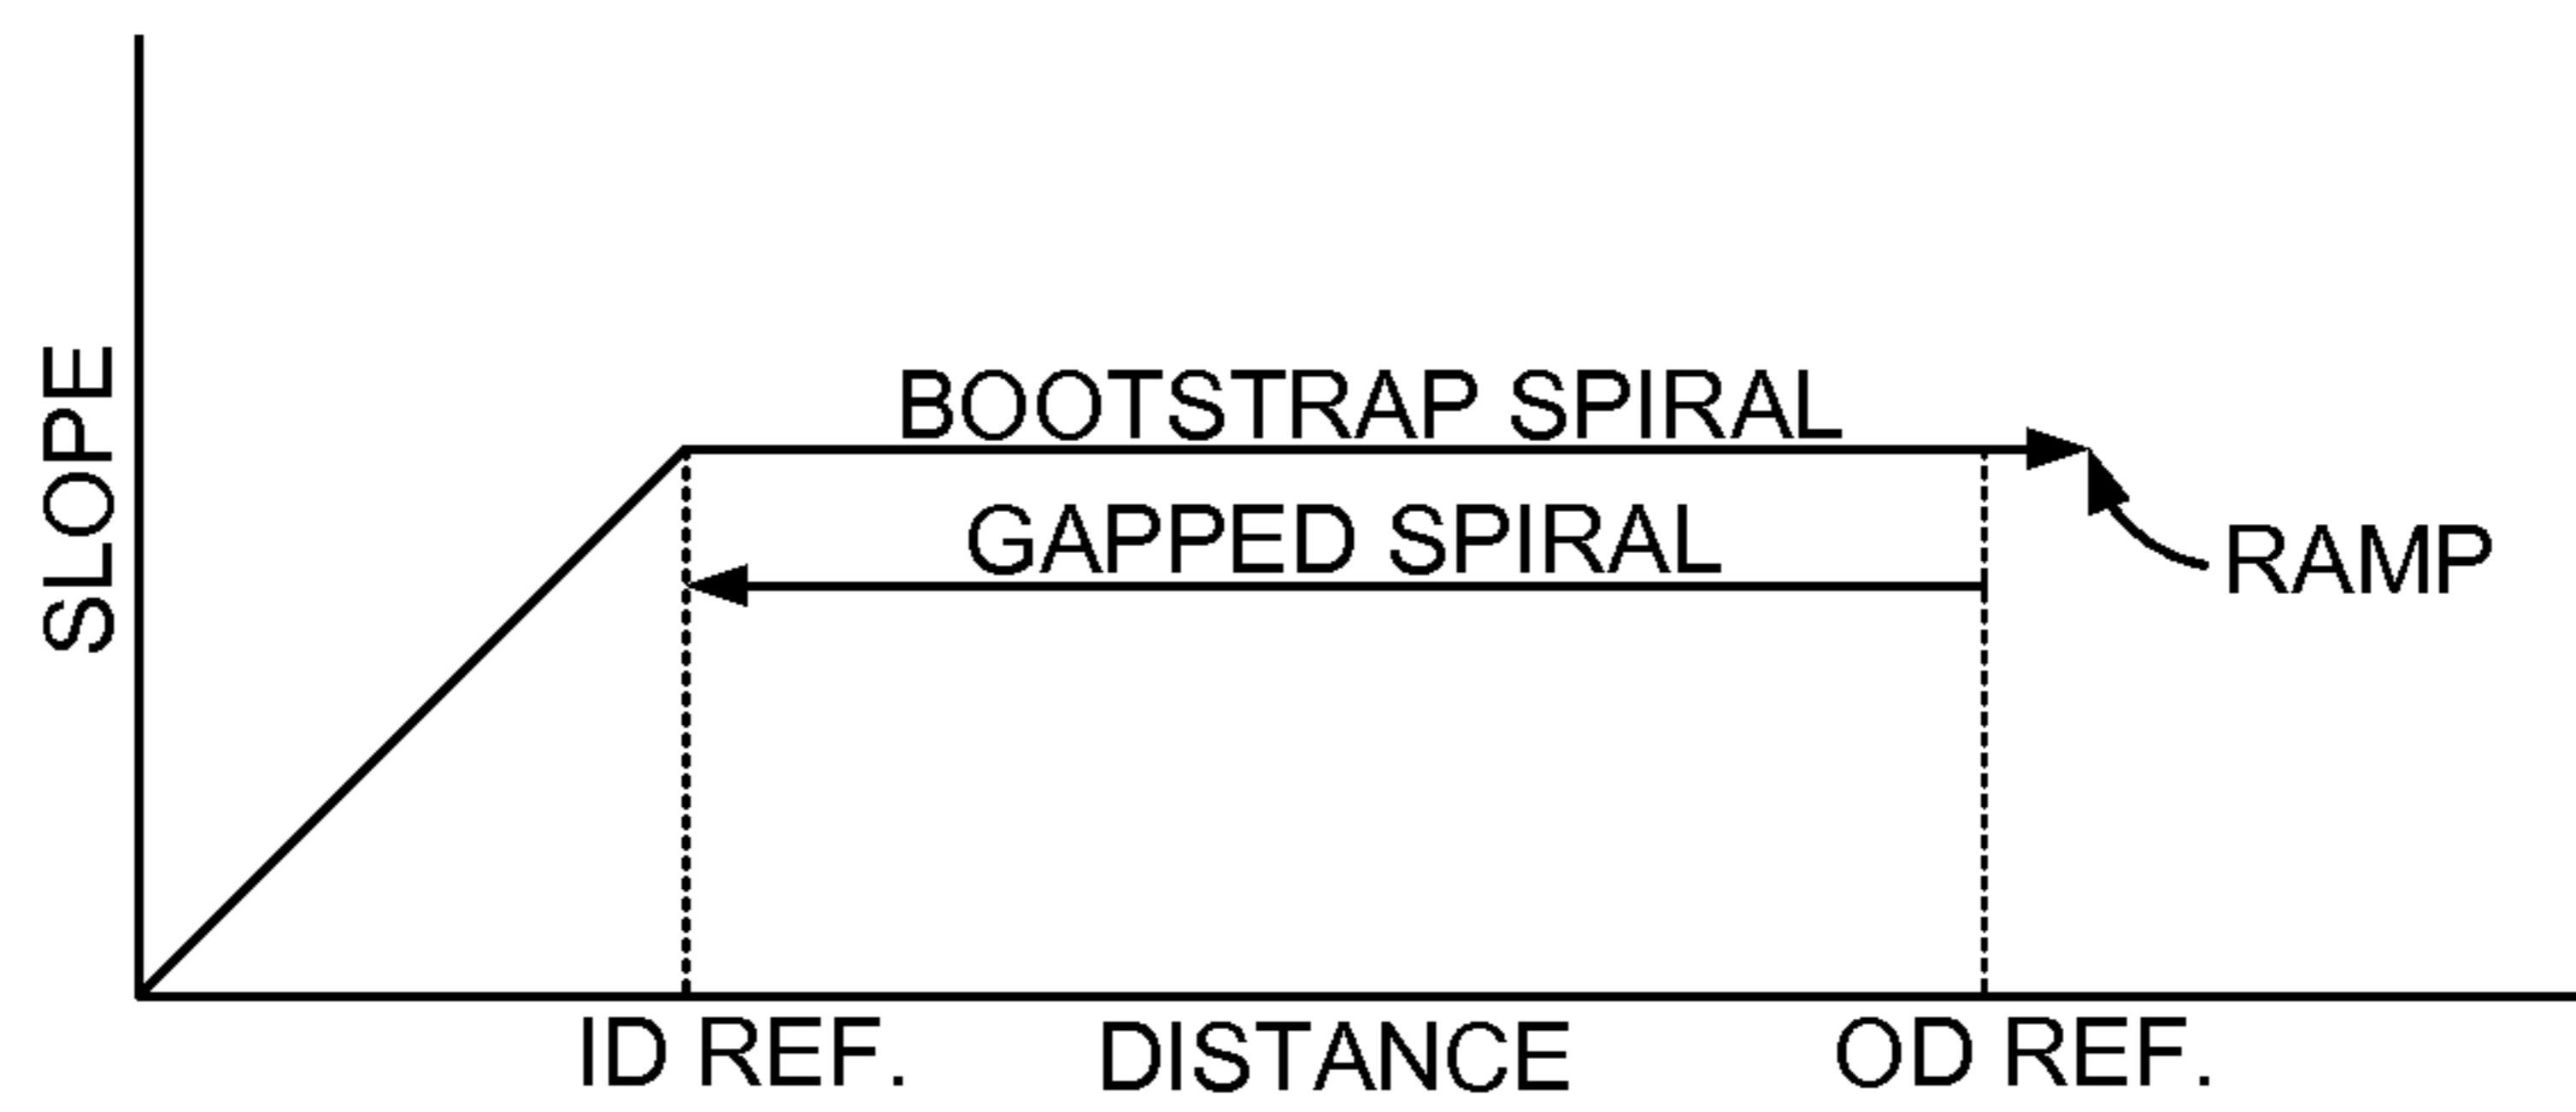 SLOPE
BOOTSTRAP SPIRAL
GAPPED SPIRAL
RAMP
ID REF.
DISTANCE
OD REF.